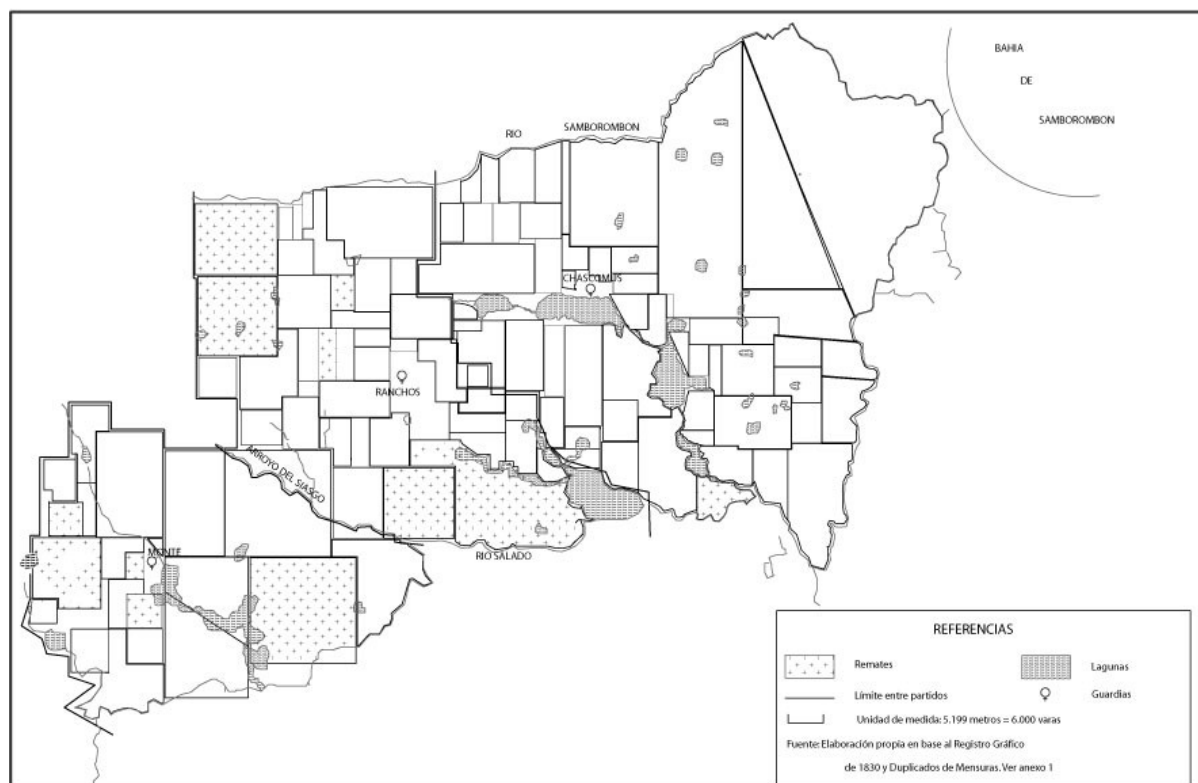 BAHIA
DE
SAMBOROMBON
RIO SAMBOROMBON
CHASCOMUS
RANCHOS
ARROYO DEL SIASGO
MONTE
RIO SALADO
REFERENCIAS
Remates
Lagunas
Límite entre partidos
Guardias
Unidad de medida: 5.199 metros = 6.000 varas
Fuente: Elaboración propia en base al Registro Gráfico
de 1830 y Duplicados de Mensuras. Ver anexo 1